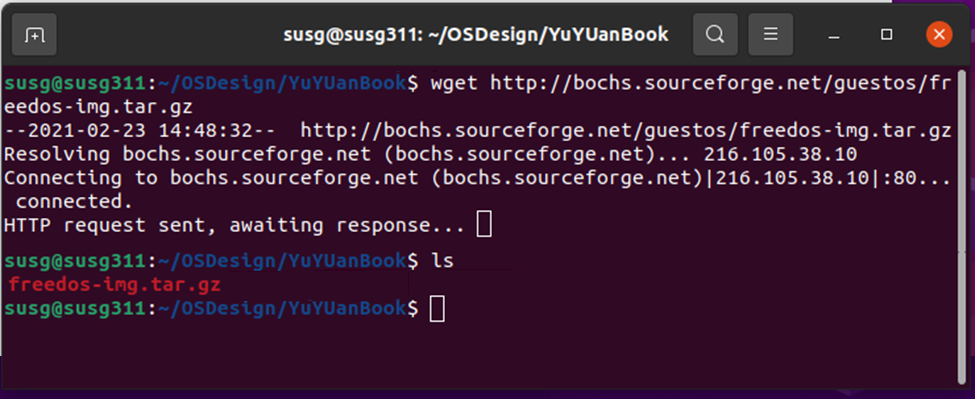 susg@susg311: ~/OSDesign/YuYUanBook
susg@susg311:~/OSDesign/YuYUanBook$ wget http://bochs.sourceforge.net/guestos/fr
eedos-img.tar.gz
--2021-02-23 14:48:32--  http://bochs.sourceforge.net/guestos/freedos-img.tar.gz
Resolving bochs.sourceforge.net (bochs.sourceforge.net)... 216.105.38.10
Connecting to bochs.sourceforge.net (bochs.sourceforge.net)|216.105.38.10|:80...
 connected.
HTTP request sent, awaiting response...
susg@susg311:~/OSDesign/YuYUanBook$ ls
freedos-img.tar.gz
susg@susg311:~/OSDesign/YuYUanBook$